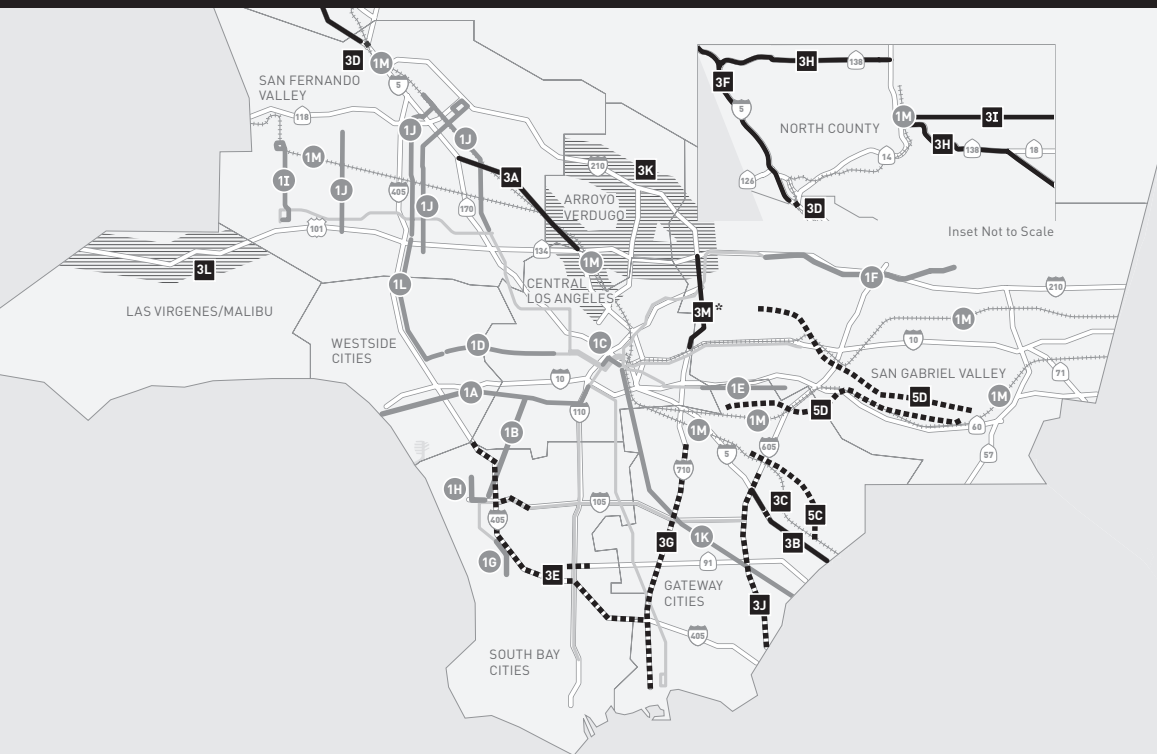 3D
1M
5
SAN FERNANDO
VALLEY
118
1J
1J
1M
1I
1J
405
1J
170
3A
210
3K
ARROYO
VERDUGO
101
134
1M
3L
1L
CENTRAL
LOS ANGELES
LAS VIRGENES/MALIBU
3F
3H
138
5
NORTH COUNTY
1M
3I
3H
138
18
14
126
3D
Inset Not to Scale
1F
210
3M*
1M
WESTSIDE
CITIES
1D
1C
10
10
71
SAN GABRIEL VALLEY
1A
1E
5D
1M
110
5D
1M
60
1B
1M
5
605
57
710
1H
405
105
3C
5C
1G
3G
1K
3B
91
3E
GATEWAY
CITIES
3J
405
SOUTH BAY
CITIES